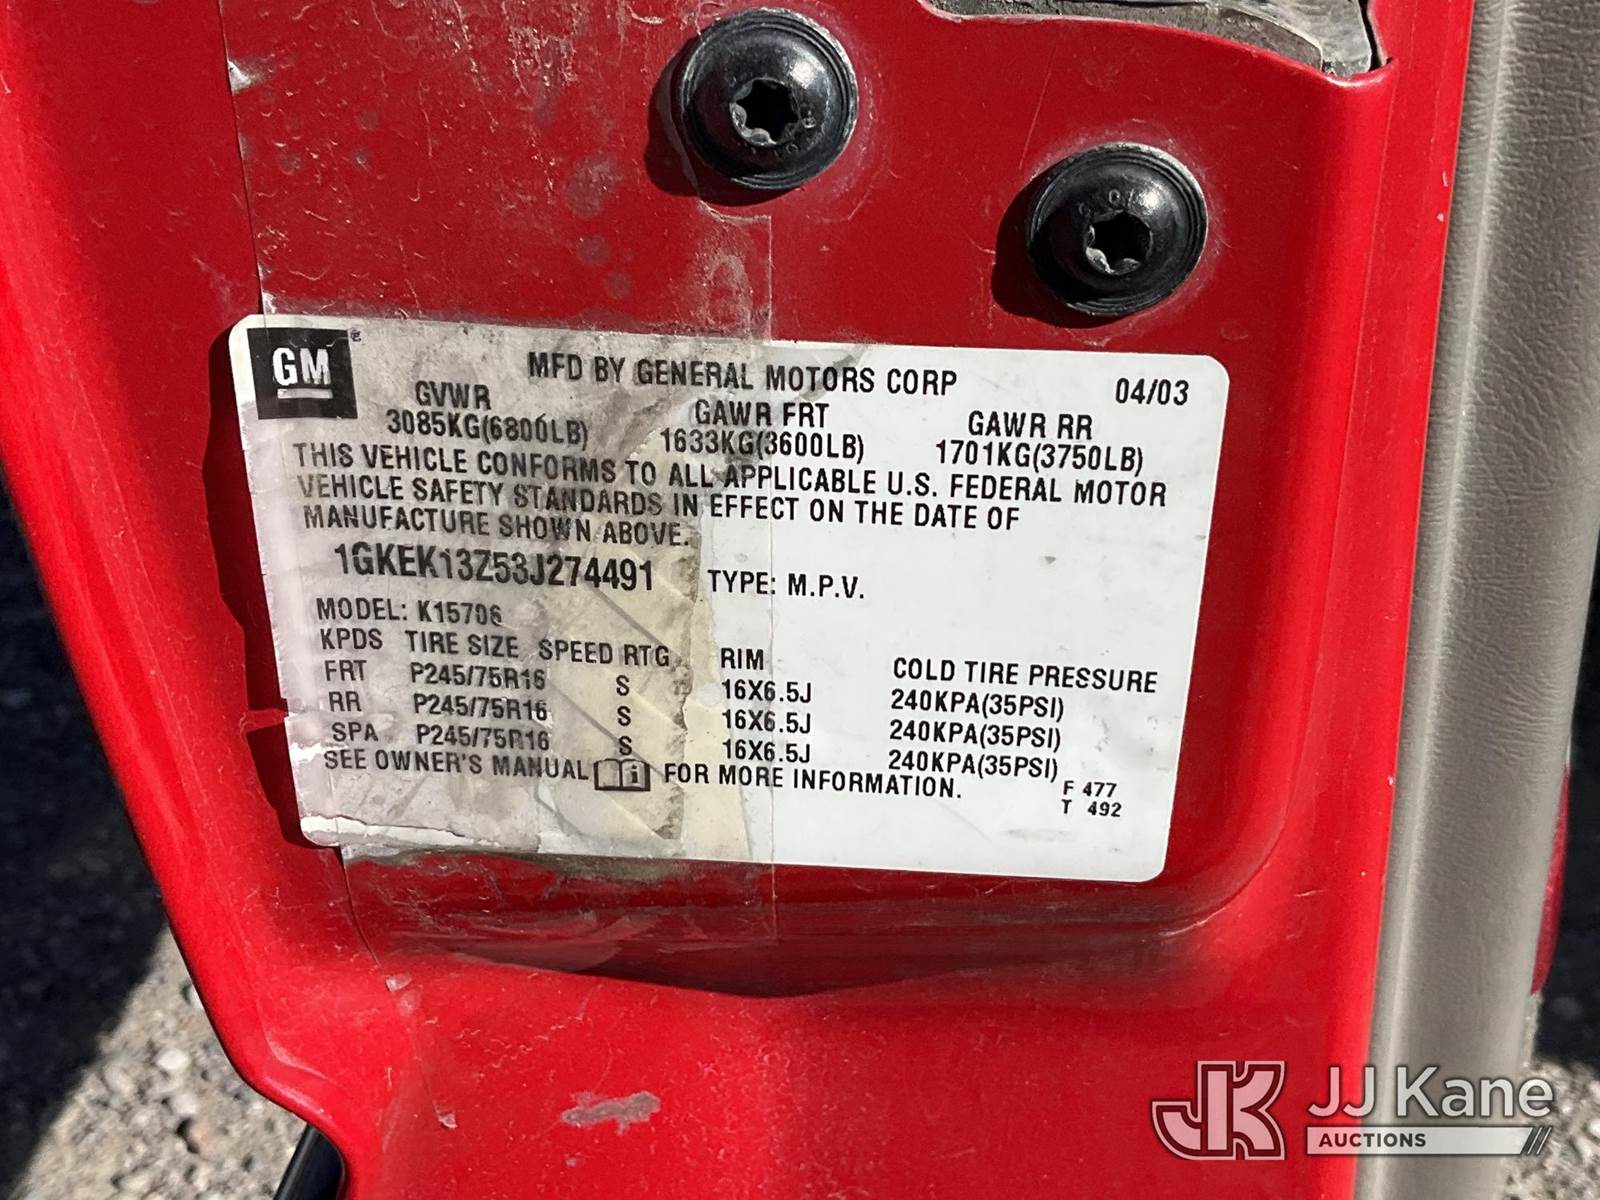 GM
MFD BY GENERAL MOTORS CORP 04/03
GVWR GAWR FRT GAWR RR
3085KG(6800LB) 1633KG(3600LB) 1701KG(3750LB)
THIS VEHICLE CONFORMS TO ALL APPLICABLE U.S. FEDERAL MOTOR
VEHICLE SAFETY STANDARDS IN EFFECT ON THE DATE OF
MANUFACTURE SHOWN ABOVE.
1GKEK13Z53J274491 TYPE: M.P.V.
MODEL: K15706
KPDS TIRE SIZE SPEED RTG RIM COLD TIRE PRESSURE
FRT P245/75R16 S 16X6.5J 240KPA(35PSI)
RR P245/75R16 S 16X6.5J 240KPA(35PSI)
SPA P245/75R16 S 16X6.5J 240KPA(35PSI)
SEE OWNER'S MANUAL i FOR MORE INFORMATION.
F 477
T 492
JK JJ Kane
AUCTIONS